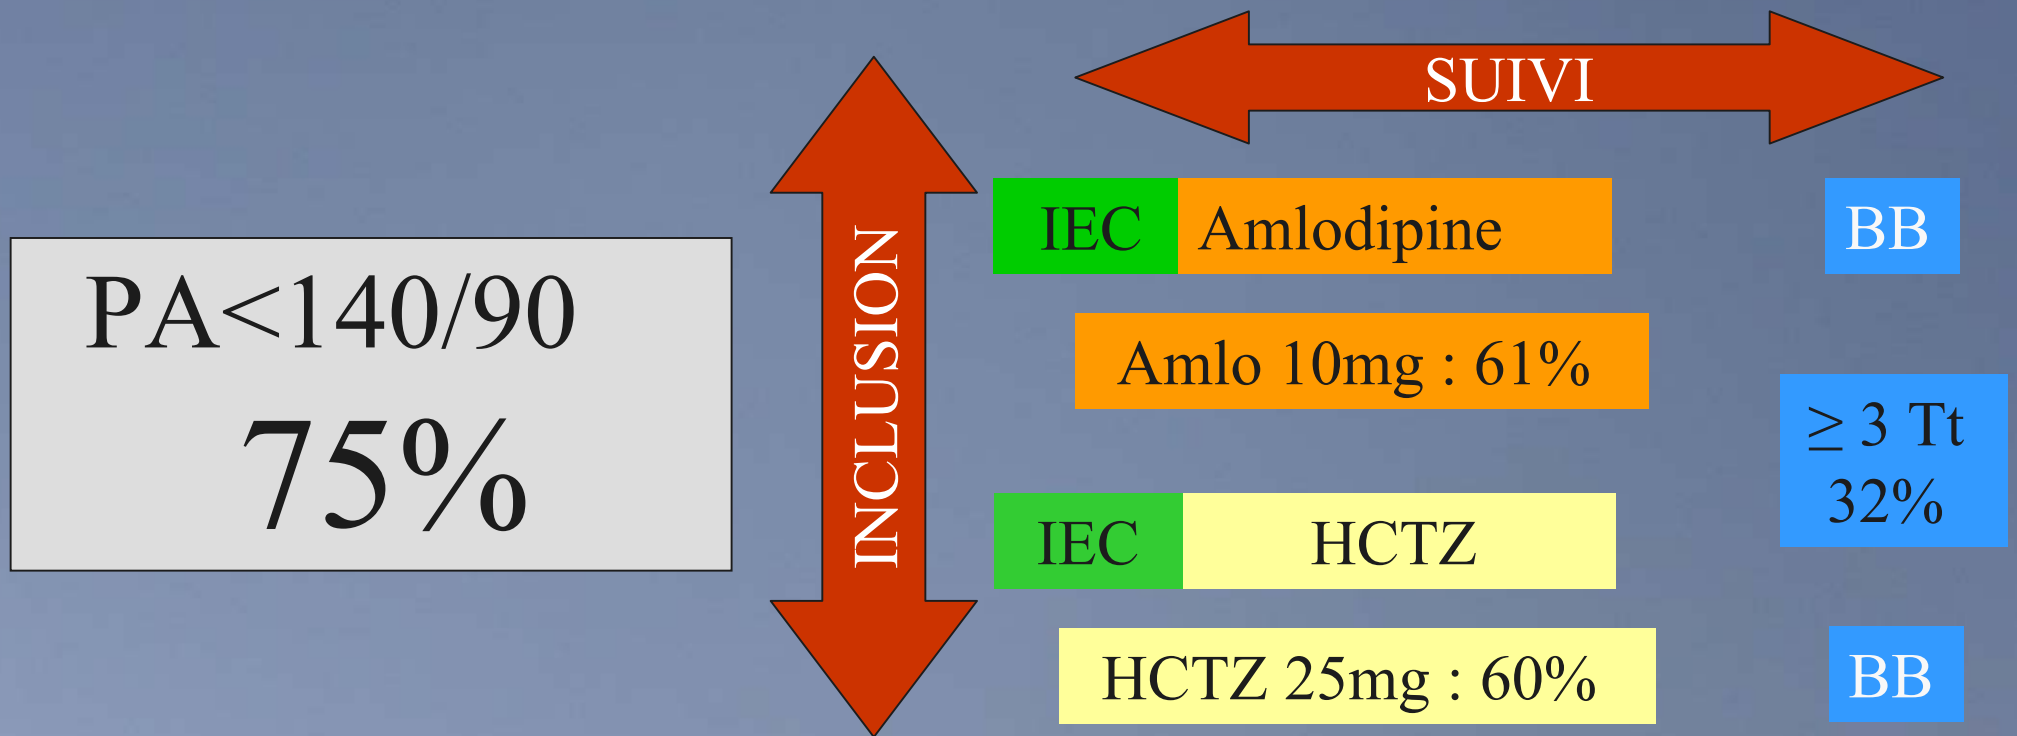 PA<140/90
75%
INCLUSION
SUIVI
IEC Amlodipine
BB
Amlo 10mg : 61%
≥ 3 Tt
32%
IEC HCTZ
HCTZ 25mg : 60%
BB